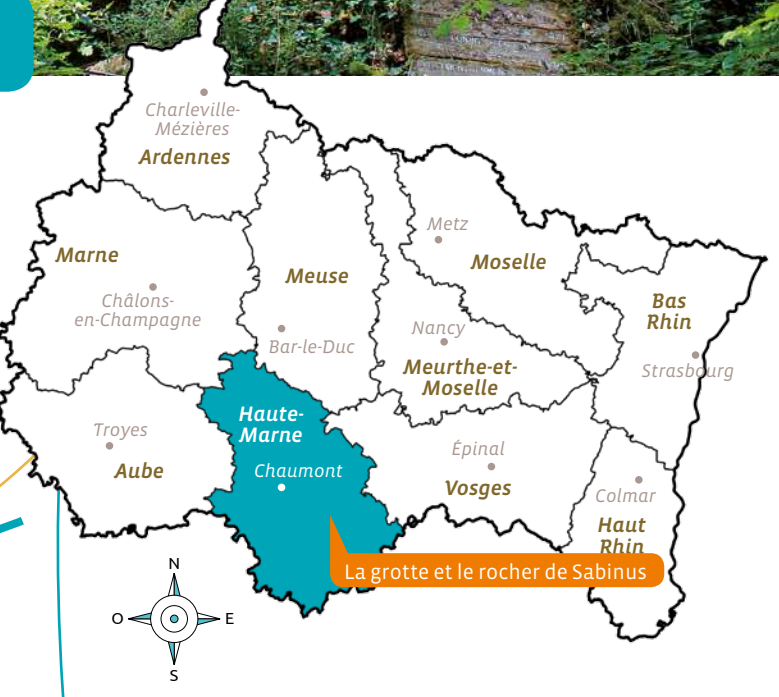 Charleville-
Mézières
Ardennes
Marne
Châlons-
en-Champagne
Meuse
Bar-le-Duc
Metz
Moselle
Nancy
Meurthe-et-
Moselle
Bas
Rhin
Strasbourg
Haute-
Marne
Chaumont
Troyes
Aube
Épinal
Vosges
Colmar
Haut
Rhin
La grotte et le rocher de Sabinus
N
O
E
S